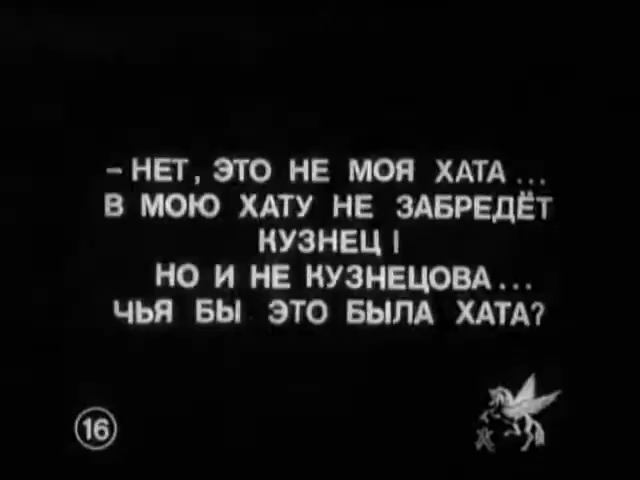 – НЕТ, ЭТО НЕ МОЯ ХАТА...
В МОЮ ХАТУ НЕ ЗАБРЕДЁТ
КУЗНЕЦ!
НО И НЕ КУЗНЕЦОВА...
ЧЬЯ БЫ ЭТО БЫЛА ХАТА?
16